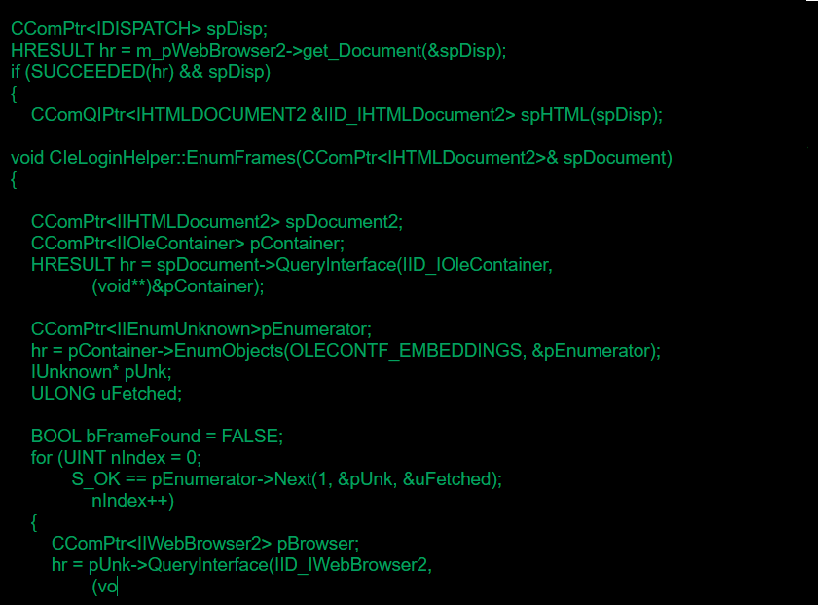 CComPtr<IDISPATCH> spDisp;
HRESULT hr = m_pWebBrowser2->get_Document(&spDisp);
if (SUCCEEDED(hr) && spDisp)
{
CComQIPtr<IHTMLDOCUMENT2 &IID_IHTMLDocument2> spHTML(spDisp);
void CIeLoginHelper::EnumFrames(CComPtr<IHTMLDocument2>& spDocument)
{
CComPtr<IIHTMLDocument2> spDocument2;
CComPtr<IIOleContainer> pContainer;
HRESULT hr = spDocument->QueryInterface(IID_IOleContainer,
(void**)&pContainer);
CComPtr<IIEnumUnknown>pEnumerator;
hr = pContainer->EnumObjects(OLECONTF_EMBEDDINGS, &pEnumerator);
IUnknown* pUnk;
ULONG uFetched;
BOOL bFrameFound = FALSE;
for (UINT nIndex = 0;
S_OK == pEnumerator->Next(1, &pUnk, &uFetched);
nIndex++)
{
CComPtr<IIWebBrowser2> pBrowser;
hr = pUnk->QueryInterface(IID_IWebBrowser2,
(vo